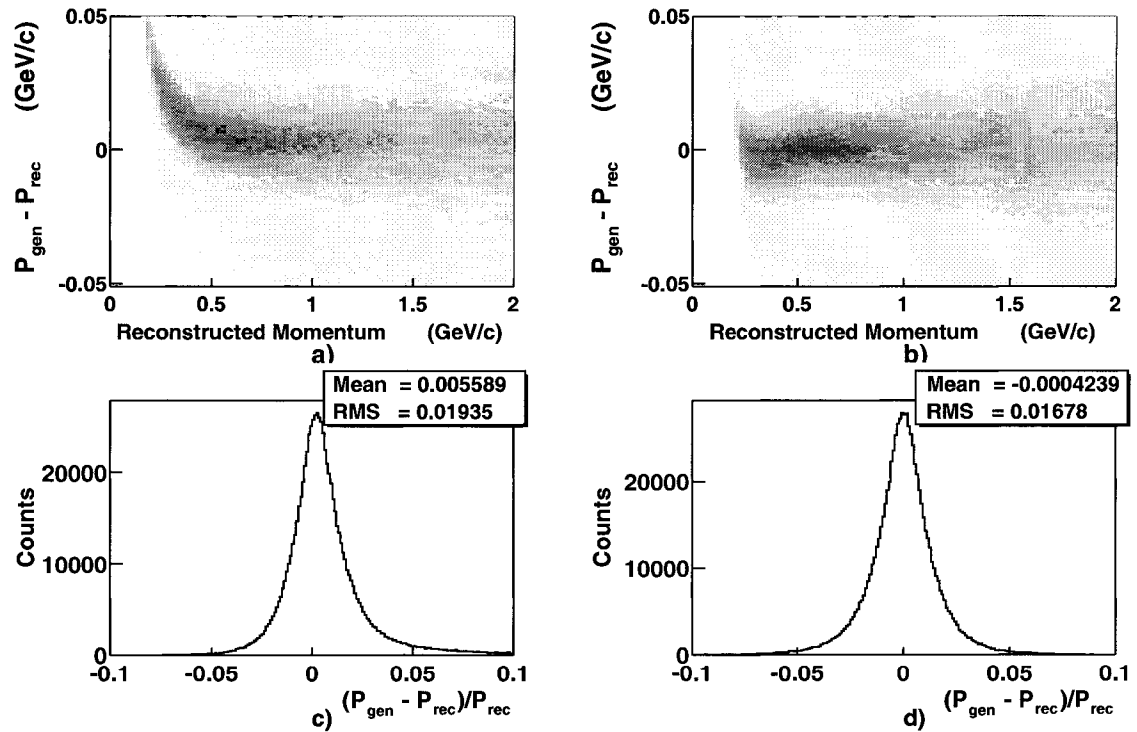 0.05
0
-0.05
P_gen - P_rec (GeV/c)
0 0.5 1 1.5 2
Reconstructed Momentum (GeV/c)
a)
0.05
0
-0.05
P_gen - P_rec (GeV/c)
0 0.5 1 1.5 2
Reconstructed Momentum (GeV/c)
b)
Mean = 0.005589
RMS = 0.01935
20000
10000
0
Counts
-0.1 -0.05 0 0.05 0.1
(P_gen - P_rec)/P_rec
c)
Mean = -0.0004239
RMS = 0.01678
20000
10000
0
Counts
-0.1 -0.05 0 0.05 0.1
(P_gen - P_rec)/P_rec
d)